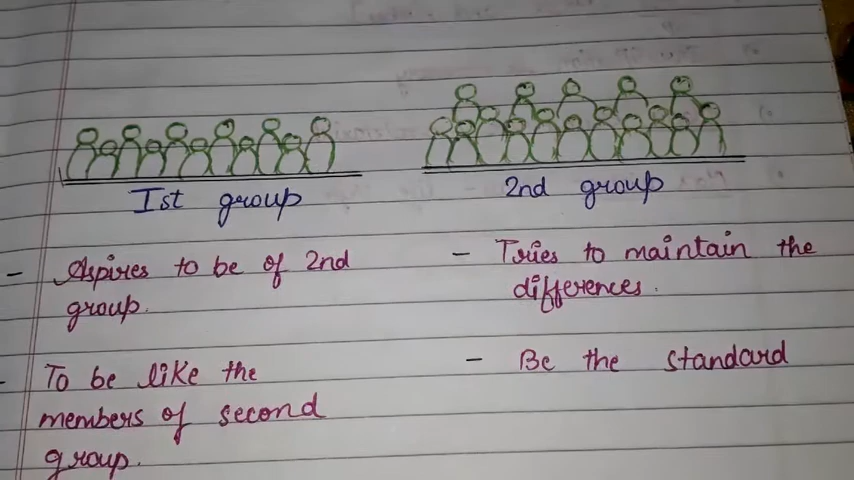 Ist group
2nd group
- Aspires to be of 2nd
group.
- To be like the
members of second
group.
- Tries to maintain the
differences.
- Be the standard